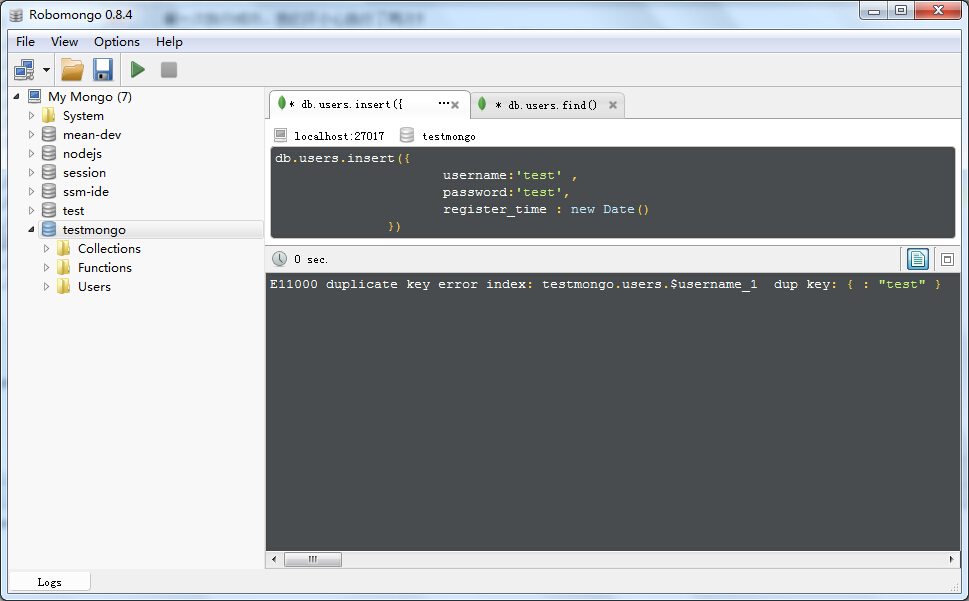 Robomongo 0.8.4
File View Options Help
My Mongo (7)
System
mean-dev
nodejs
session
ssm-ide
test
testmongo
Collections
Functions
Users
* db.users.insert({ ... * db.users.find()
localhost:27017 testmongo
db.users.insert({
username:'test' ,
password:'test',
register_time : new Date()
})
0 sec.
E11000 duplicate key error index: testmongo.users.$username_1 dup key: { : "test" }
Logs